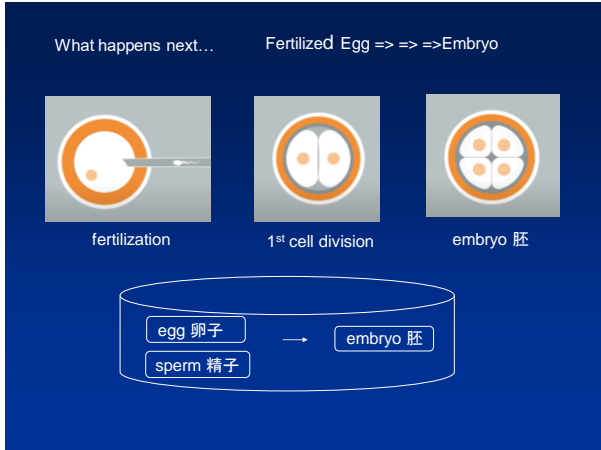 What happens next…
Fertilized Egg => => =>Embryo
fertilization
1st cell division
embryo 胚
egg 卵子
sperm 精子
→
embryo 胚